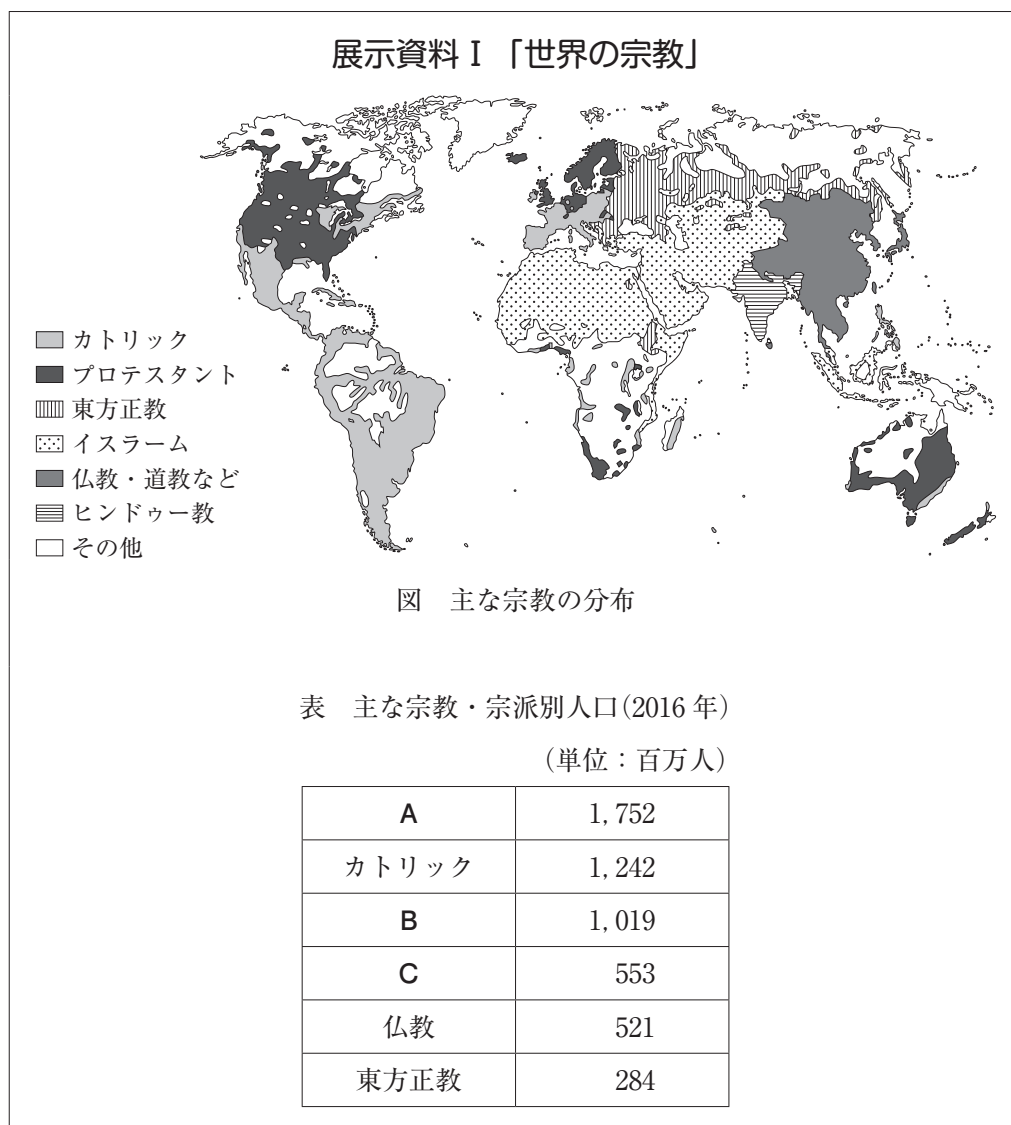 展示資料Ⅰ「世界の宗教」
カトリック
プロテスタント
東方正教
イスラーム
仏教・道教など
ヒンドゥー教
その他
図　主な宗教の分布
表　主な宗教・宗派別人口(2016 年)
(単位：百万人)
A 1,752
カトリック 1,242
B 1,019
C 553
仏教 521
東方正教 284